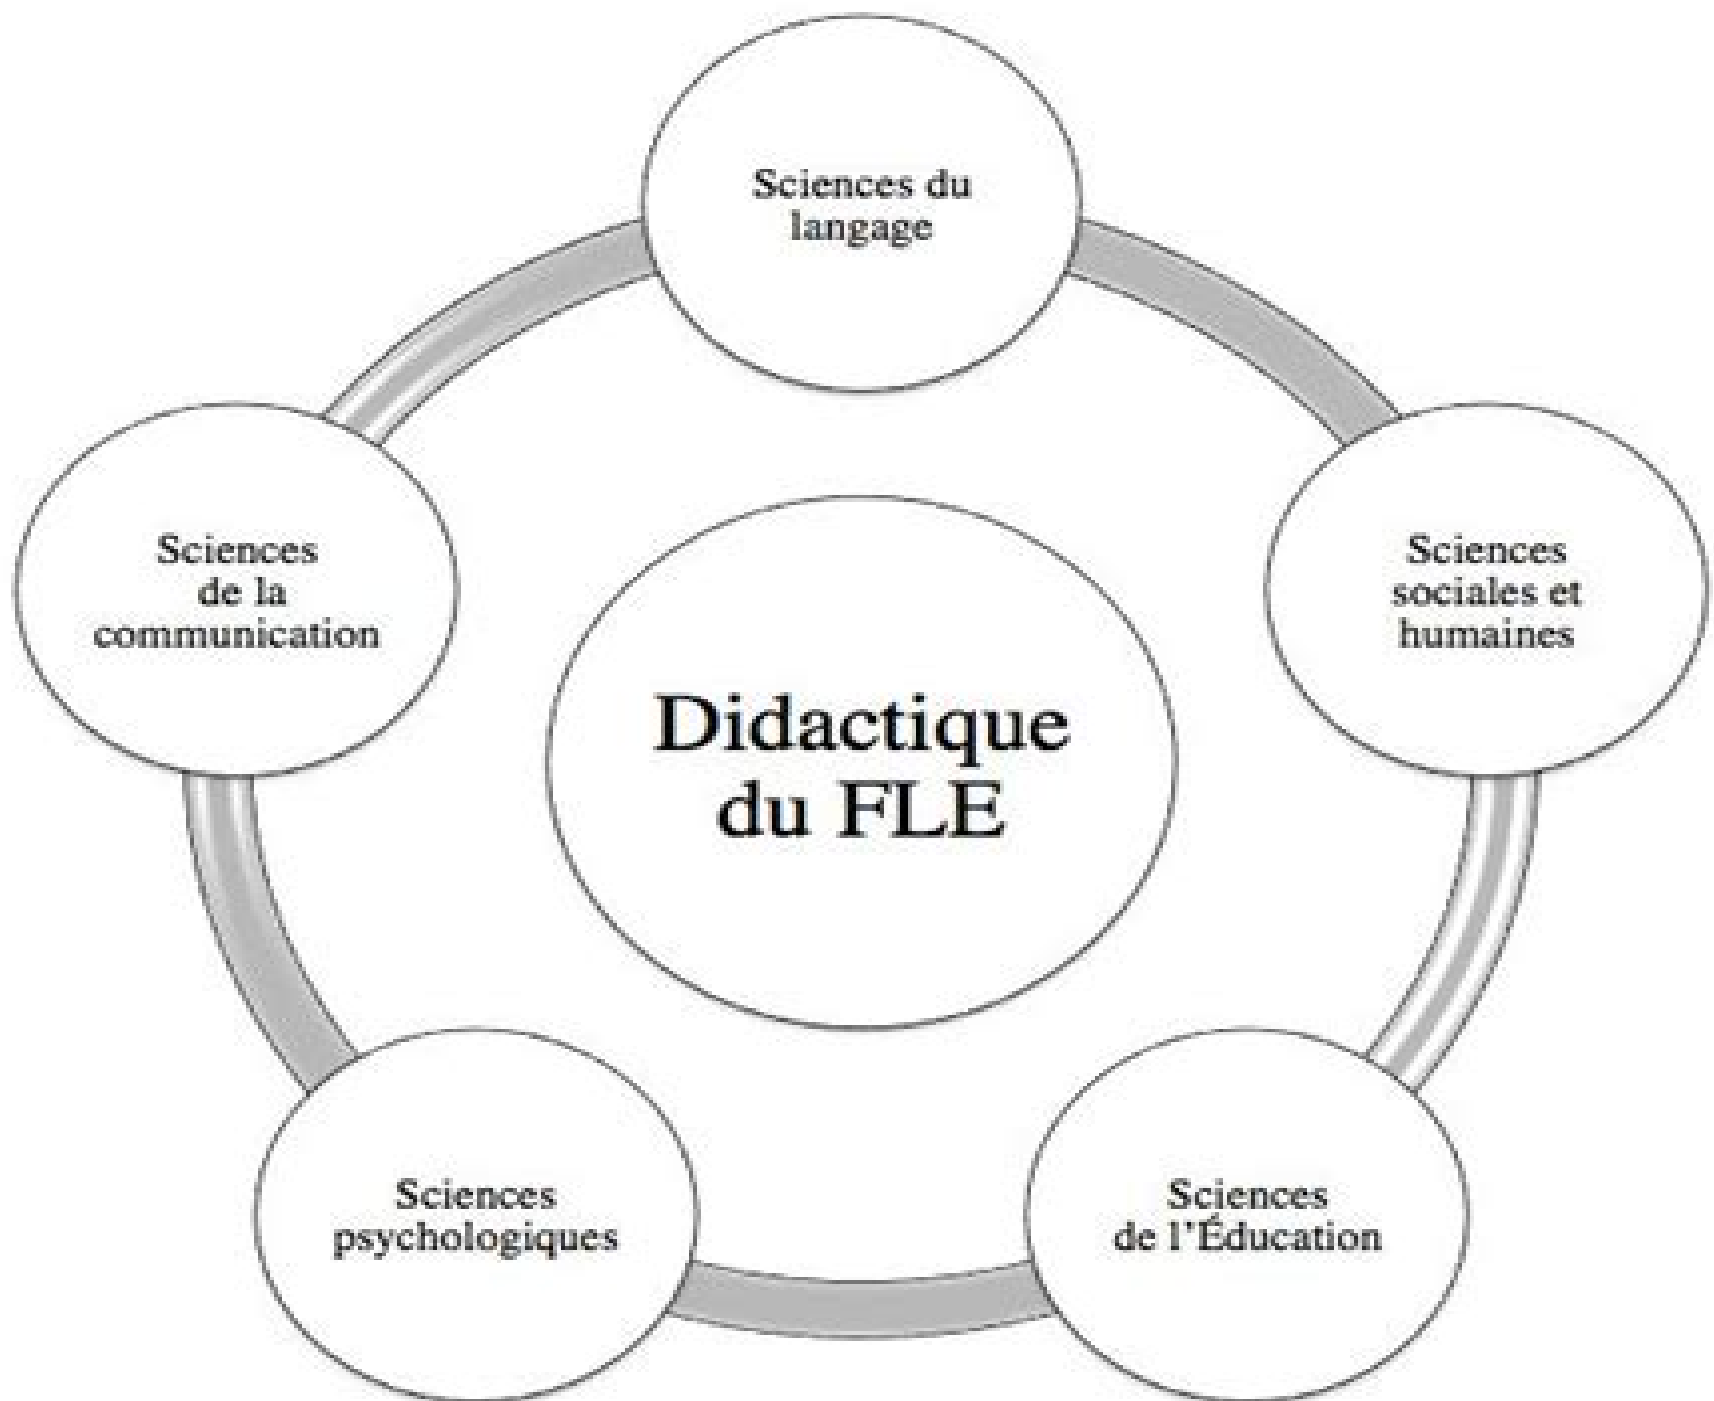 Sciences du
langage
Sciences
de la
communication
Sciences
sociales et
humaines
Didactique
du FLE
Sciences
psychologiques
Sciences
de l'Éducation